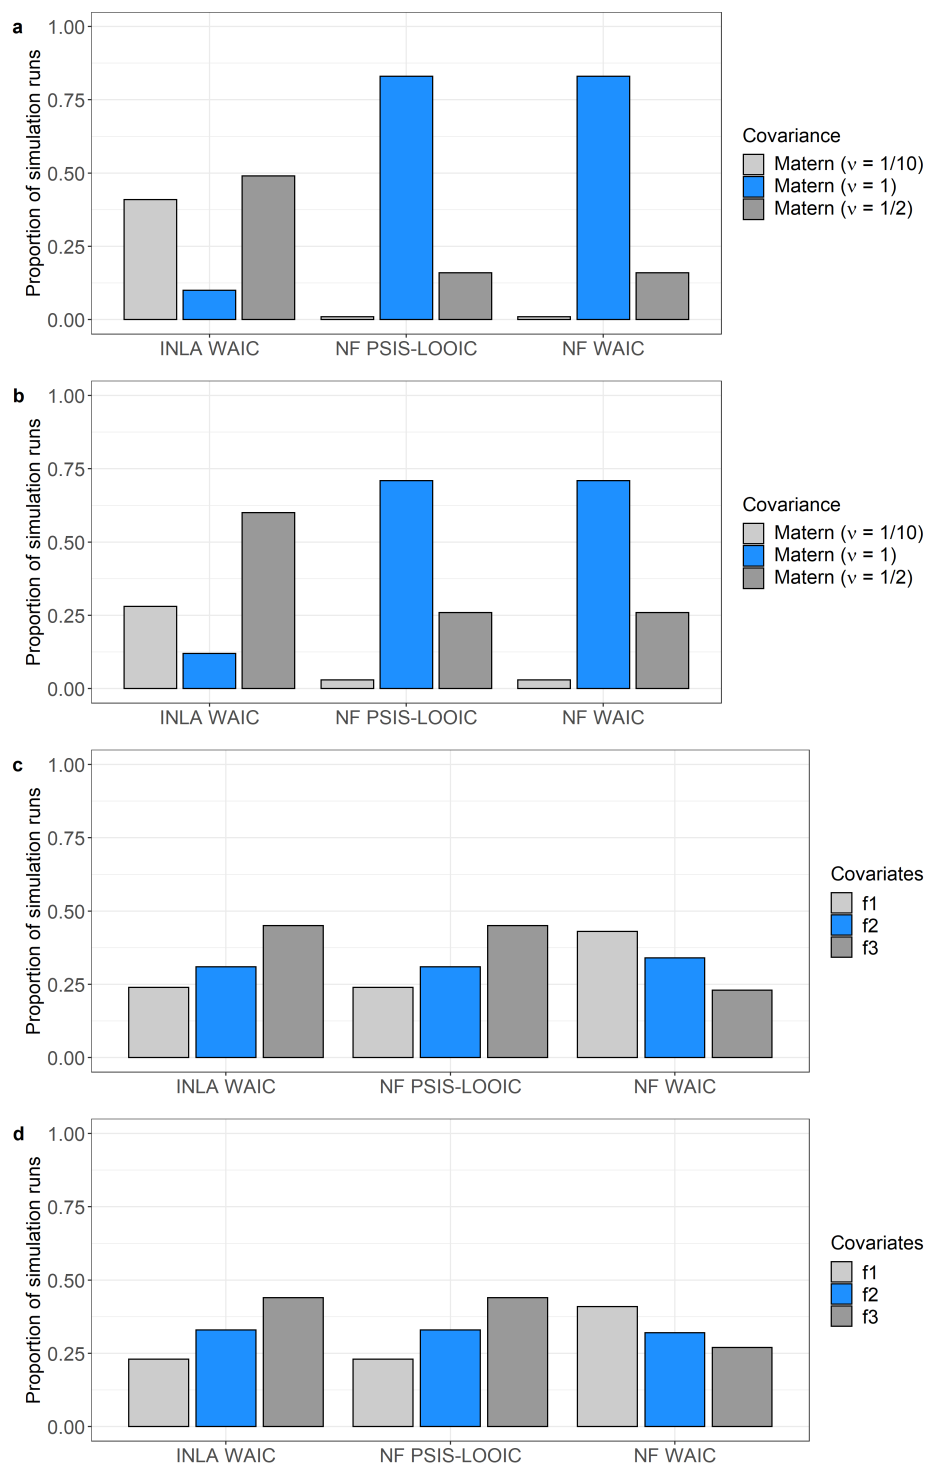 a
Proportion of simulation runs
1.00
0.75
0.50
0.25
0.00
INLA WAIC
NF PSIS-LOOIC
NF WAIC
Covariance
Matern (ν = 1/10)
Matern (ν = 1)
Matern (ν = 1/2)
b
Proportion of simulation runs
1.00
0.75
0.50
0.25
0.00
INLA WAIC
NF PSIS-LOOIC
NF WAIC
Covariance
Matern (ν = 1/10)
Matern (ν = 1)
Matern (ν = 1/2)
c
Proportion of simulation runs
1.00
0.75
0.50
0.25
0.00
INLA WAIC
NF PSIS-LOOIC
NF WAIC
Covariates
f1
f2
f3
d
Proportion of simulation runs
1.00
0.75
0.50
0.25
0.00
INLA WAIC
NF PSIS-LOOIC
NF WAIC
Covariates
f1
f2
f3